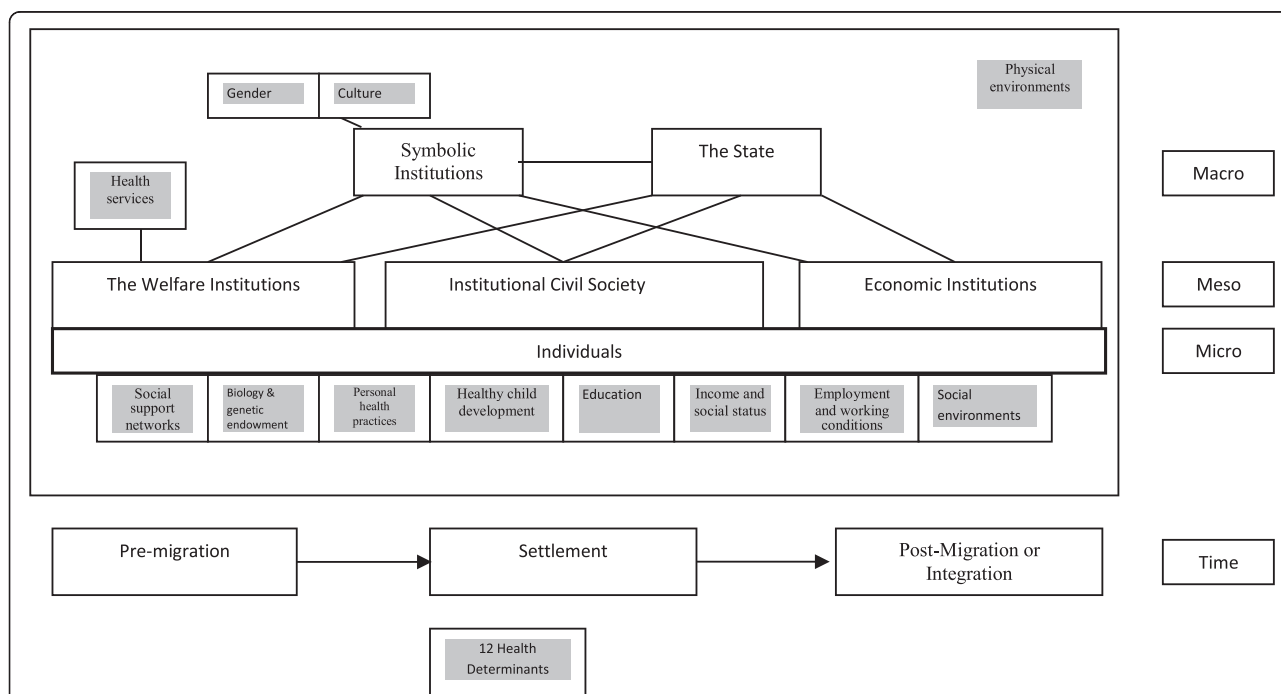 Physical
environments
Gender
Culture
Symbolic
Institutions
The State
Macro
Health
services
The Welfare Institutions
Institutional Civil Society
Economic Institutions
Meso
Individuals
Micro
Social
support
networks
Biology &
genetic
endowment
Personal
health
practices
Healthy child
development
Education
Income and
social status
Employment
and working
conditions
Social
environments
Pre-migration
Settlement
Post-Migration or
Integration
Time
12 Health
Determinants